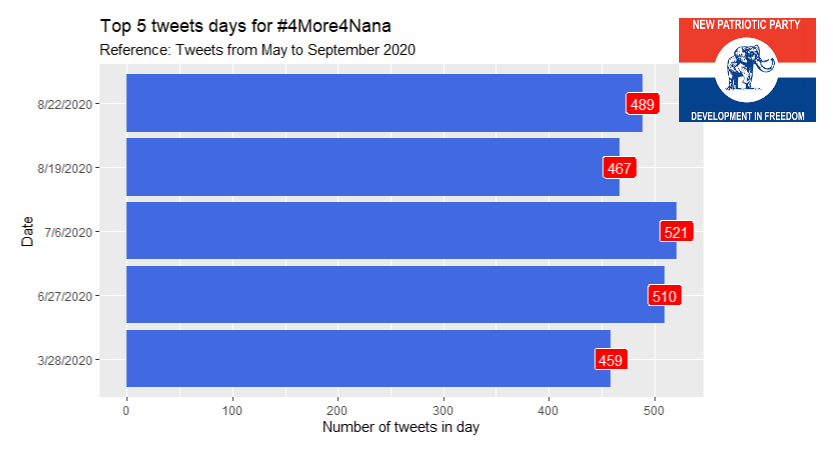 Top 5 tweets days for #4More4Nana
Reference: Tweets from May to September 2020
NEW PATRIOTIC PARTY
DEVELOPMENT IN FREEDOM
Date
8/22/2020
489
8/19/2020
467
7/6/2020
521
6/27/2020
510
3/28/2020
459
0 100 200 300 400 500
Number of tweets in day